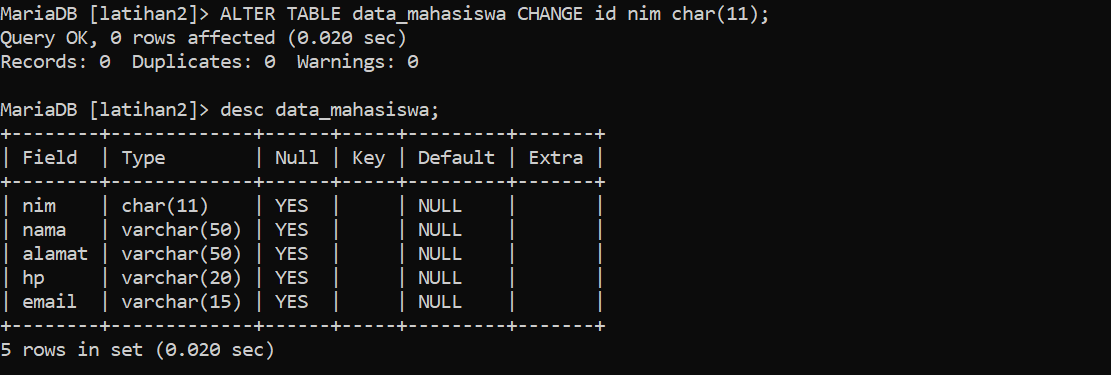 MariaDB [latihan2]> ALTER TABLE data_mahasiswa CHANGE id nim char(11);
Query OK, 0 rows affected (0.020 sec)
Records: 0  Duplicates: 0  Warnings: 0

MariaDB [latihan2]> desc data_mahasiswa;
+--------+-------------+------+-----+---------+-------+
| Field  | Type        | Null | Key | Default | Extra |
+--------+-------------+------+-----+---------+-------+
| nim    | char(11)    | YES  |     | NULL    |       |
| nama   | varchar(50) | YES  |     | NULL    |       |
| alamat | varchar(50) | YES  |     | NULL    |       |
| hp     | varchar(20) | YES  |     | NULL    |       |
| email  | varchar(15) | YES  |     | NULL    |       |
+--------+-------------+------+-----+---------+-------+
5 rows in set (0.020 sec)